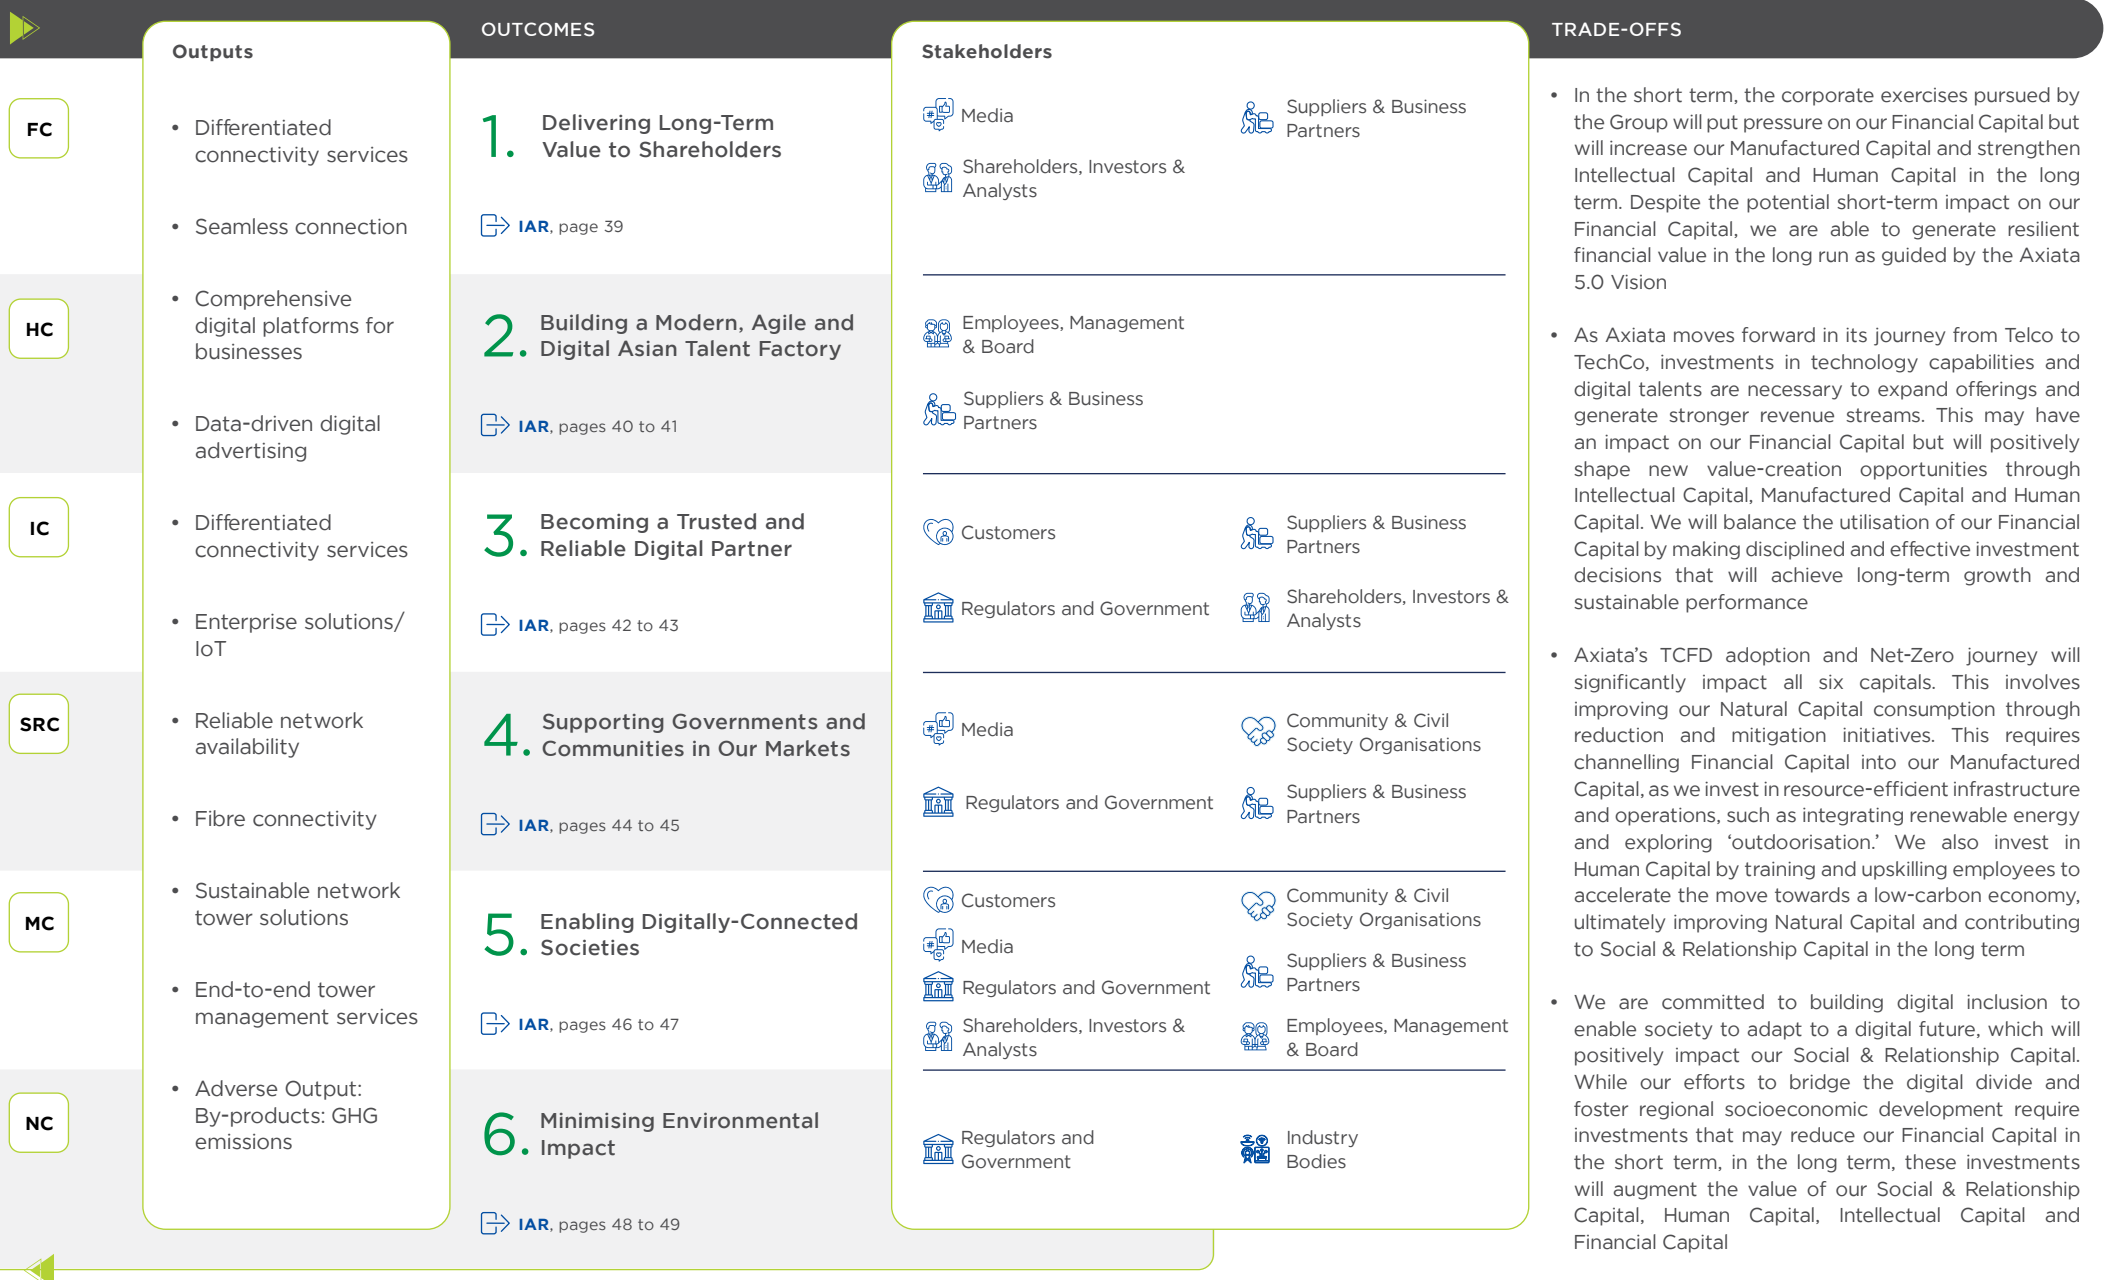 OUTCOMES
TRADE-OFFS
Outputs
Stakeholders
FC
HC
IC
SRC
MC
NC
• Differentiated
connectivity services
• Seamless connection
• Comprehensive
digital platforms for
businesses
• Data-driven digital
advertising
• Differentiated
connectivity services
• Enterprise solutions/
IoT
• Reliable network
availability
• Fibre connectivity
• Sustainable network
tower solutions
• End-to-end tower
management services
• Adverse Output:
By-products: GHG
emissions
1. Delivering Long-Term
Value to Shareholders
IAR, page 39
2. Building a Modern, Agile and
Digital Asian Talent Factory
IAR, pages 40 to 41
3. Becoming a Trusted and
Reliable Digital Partner
IAR, pages 42 to 43
4. Supporting Governments and
Communities in Our Markets
IAR, pages 44 to 45
5. Enabling Digitally-Connected
Societies
IAR, pages 46 to 47
6. Minimising Environmental
Impact
IAR, pages 48 to 49
Media
Shareholders, Investors &
Analysts
Suppliers & Business
Partners
Employees, Management
& Board
Suppliers & Business
Partners
Customers
Regulators and Government
Suppliers & Business
Partners
Shareholders, Investors &
Analysts
Media
Regulators and Government
Community & Civil
Society Organisations
Suppliers & Business
Partners
Customers
Media
Regulators and Government
Shareholders, Investors &
Analysts
Community & Civil
Society Organisations
Suppliers & Business
Partners
Employees, Management
& Board
Regulators and
Government
Industry
Bodies
• In the short term, the corporate exercises pursued by
the Group will put pressure on our Financial Capital but
will increase our Manufactured Capital and strengthen
Intellectual Capital and Human Capital in the long
term. Despite the potential short-term impact on our
Financial Capital, we are able to generate resilient
financial value in the long run as guided by the Axiata
5.0 Vision
• As Axiata moves forward in its journey from Telco to
TechCo, investments in technology capabilities and
digital talents are necessary to expand offerings and
generate stronger revenue streams. This may have
an impact on our Financial Capital but will positively
shape new value-creation opportunities through
Intellectual Capital, Manufactured Capital and Human
Capital. We will balance the utilisation of our Financial
Capital by making disciplined and effective investment
decisions that will achieve long-term growth and
sustainable performance
• Axiata's TCFD adoption and Net-Zero journey will
significantly impact all six capitals. This involves
improving our Natural Capital consumption through
reduction and mitigation initiatives. This requires
channelling Financial Capital into our Manufactured
Capital, as we invest in resource-efficient infrastructure
and operations, such as integrating renewable energy
and exploring ‘outdoorisation.’ We also invest in
Human Capital by training and upskilling employees to
accelerate the move towards a low-carbon economy,
ultimately improving Natural Capital and contributing
to Social & Relationship Capital in the long term
• We are committed to building digital inclusion to
enable society to adapt to a digital future, which will
positively impact our Social & Relationship Capital.
While our efforts to bridge the digital divide and
foster regional socioeconomic development require
investments that may reduce our Financial Capital in
the short term, in the long term, these investments
will augment the value of our Social & Relationship
Capital, Human Capital, Intellectual Capital and
Financial Capital